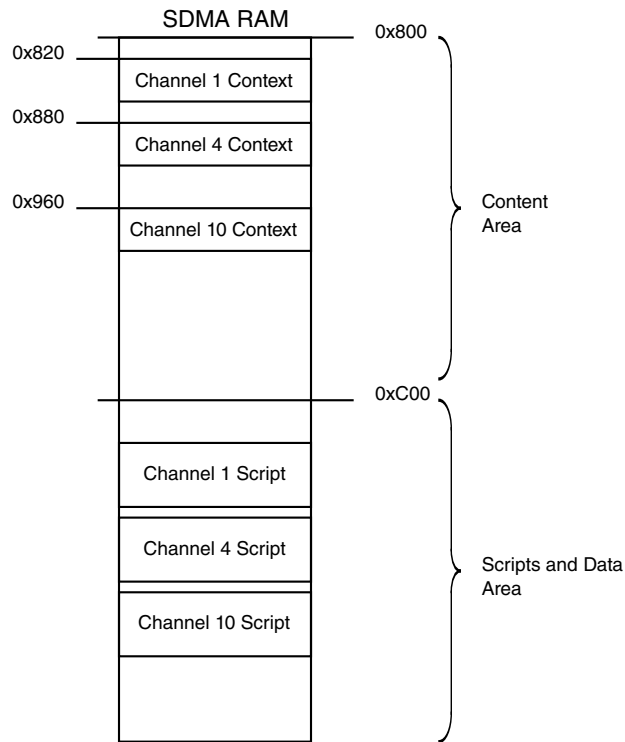 SDMA RAM
0x800
0x820
Channel 1 Context
0x880
Channel 4 Context
0x960
Channel 10 Context
Content
Area
0xC00
Channel 1 Script
Channel 4 Script
Scripts and Data
Area
Channel 10 Script